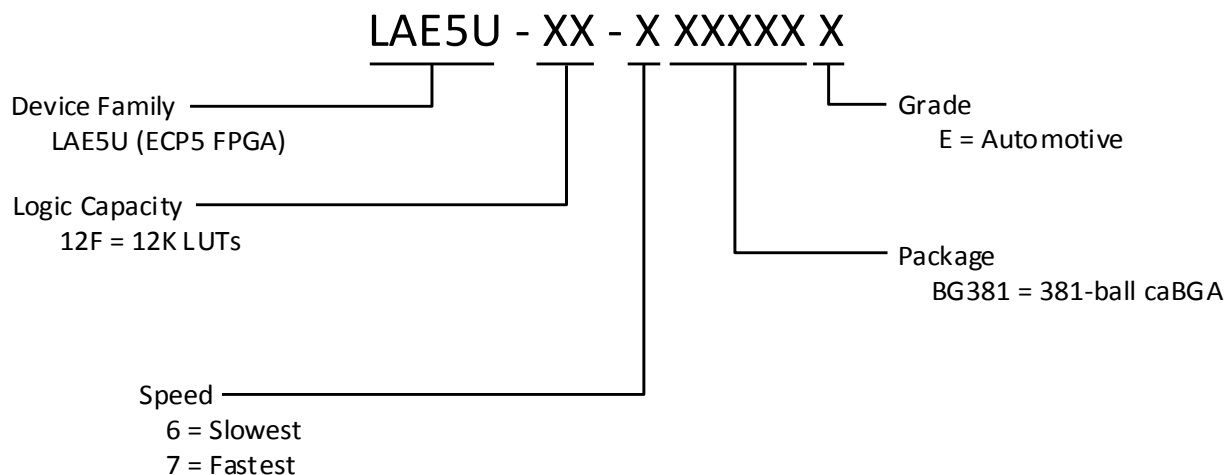 LAE5U - XX - X XXXXX X
Device Family
LAE5U (ECP5 FPGA)
Grade
E = Automotive
Logic Capacity
12F = 12K LUTs
Package
BG381 = 381-ball caBGA
Speed
6 = Slowest
7 = Fastest